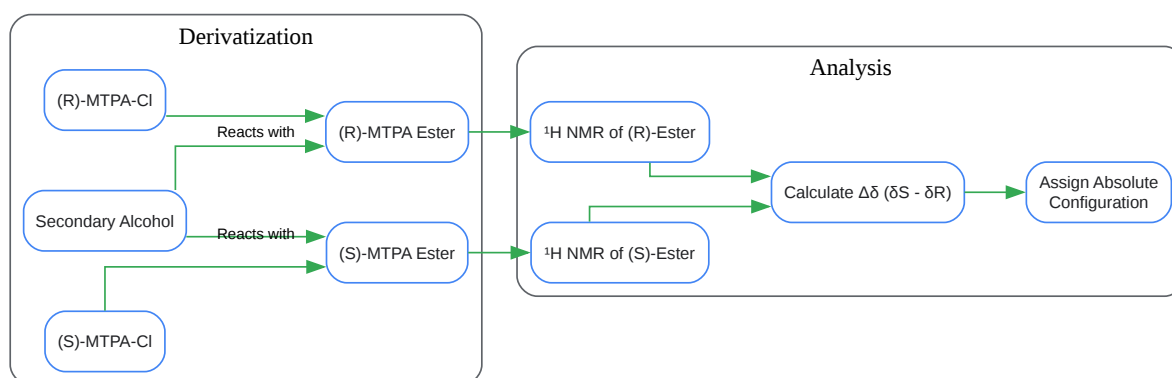 Derivatization
(R)-MTPA-Cl
Reacts with
(R)-MTPA Ester
Secondary Alcohol
Reacts with
(S)-MTPA Ester
(S)-MTPA-Cl
Analysis
¹H NMR of (R)-Ester
Calculate Δδ (δS - δR)
Assign Absolute
Configuration
¹H NMR of (S)-Ester